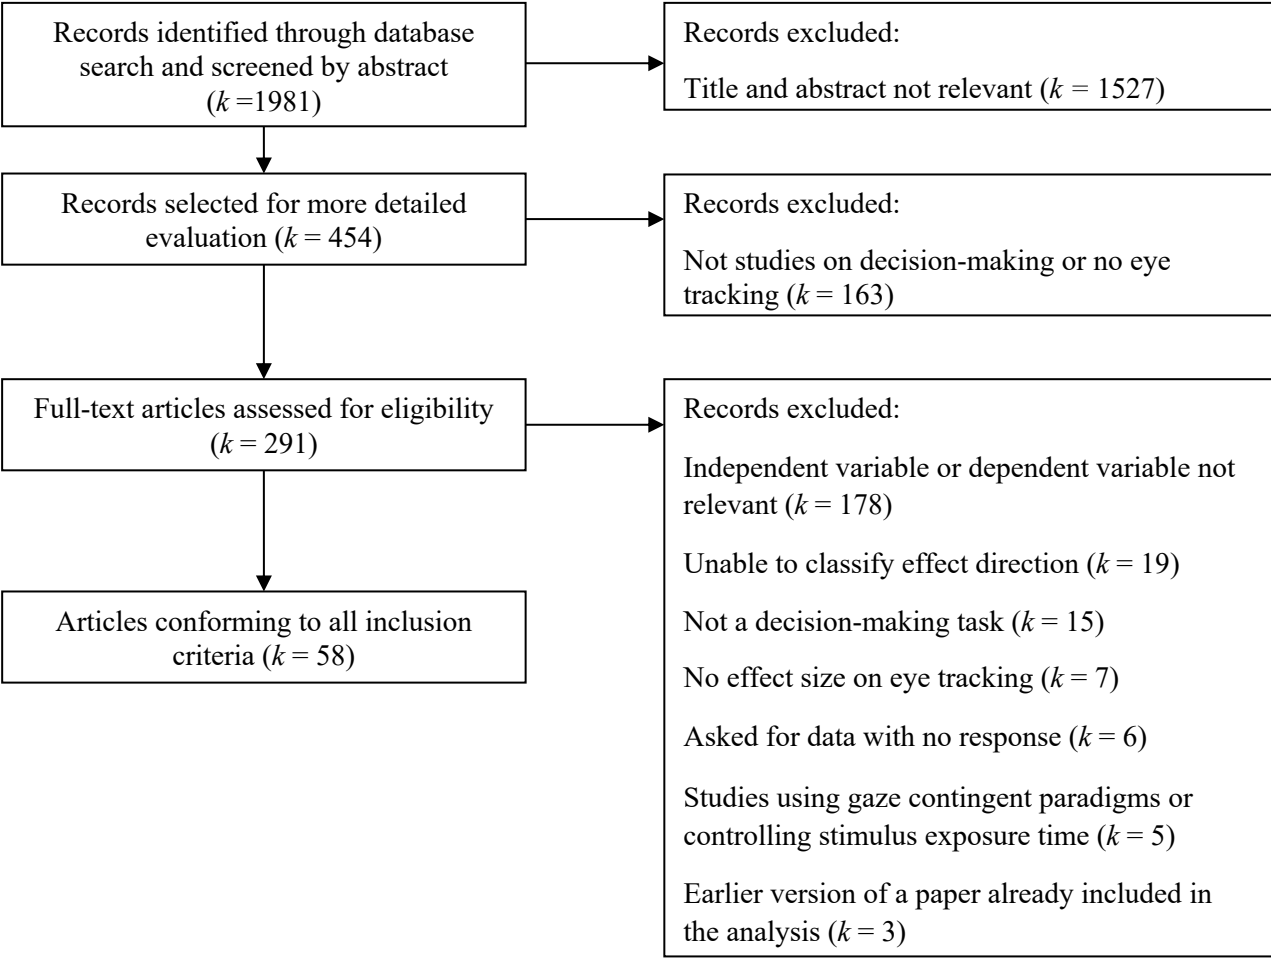 Records identified through database
search and screened by abstract
(k =1981)
Records excluded:
Title and abstract not relevant (k = 1527)
Records selected for more detailed
evaluation (k = 454)
Records excluded:
Not studies on decision-making or no eye
tracking (k = 163)
Full-text articles assessed for eligibility
(k = 291)
Records excluded:
Independent variable or dependent variable not
relevant (k = 178)
Unable to classify effect direction (k = 19)
Not a decision-making task (k = 15)
No effect size on eye tracking (k = 7)
Asked for data with no response (k = 6)
Studies using gaze contingent paradigms or
controlling stimulus exposure time (k = 5)
Earlier version of a paper already included in
the analysis (k = 3)
Articles conforming to all inclusion
criteria (k = 58)